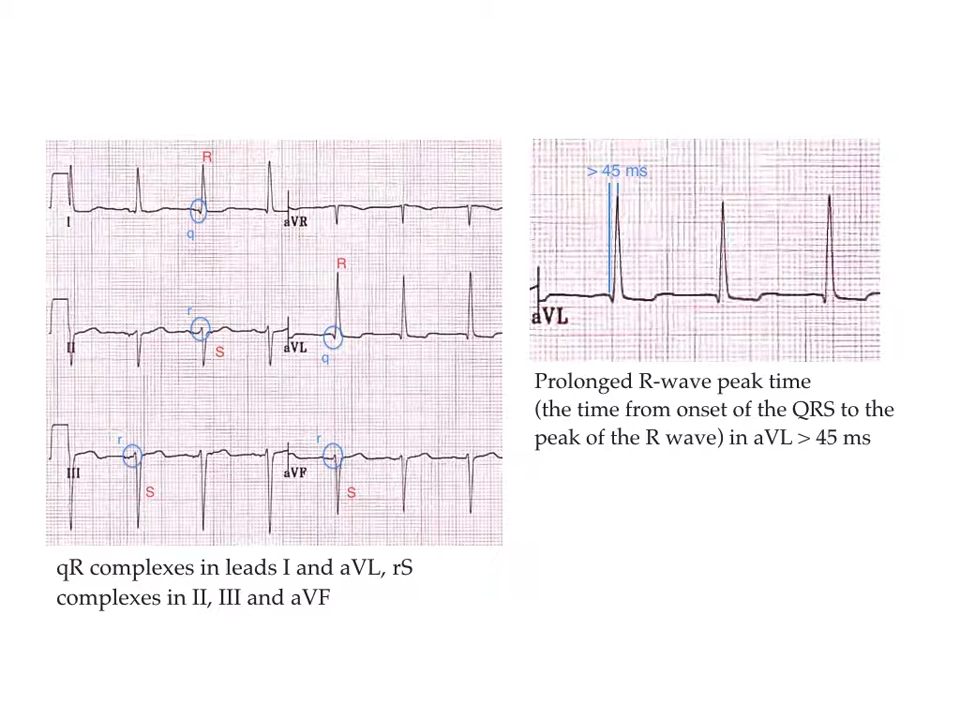 R
I
q
aVR
R
r
II
S
aVL
q
r
r
III
aVF
S
S
qR complexes in leads I and aVL, rS
complexes in II, III and aVF
> 45 ms
aVL
Prolonged R-wave peak time
(the time from onset of the QRS to the
peak of the R wave) in aVL > 45 ms